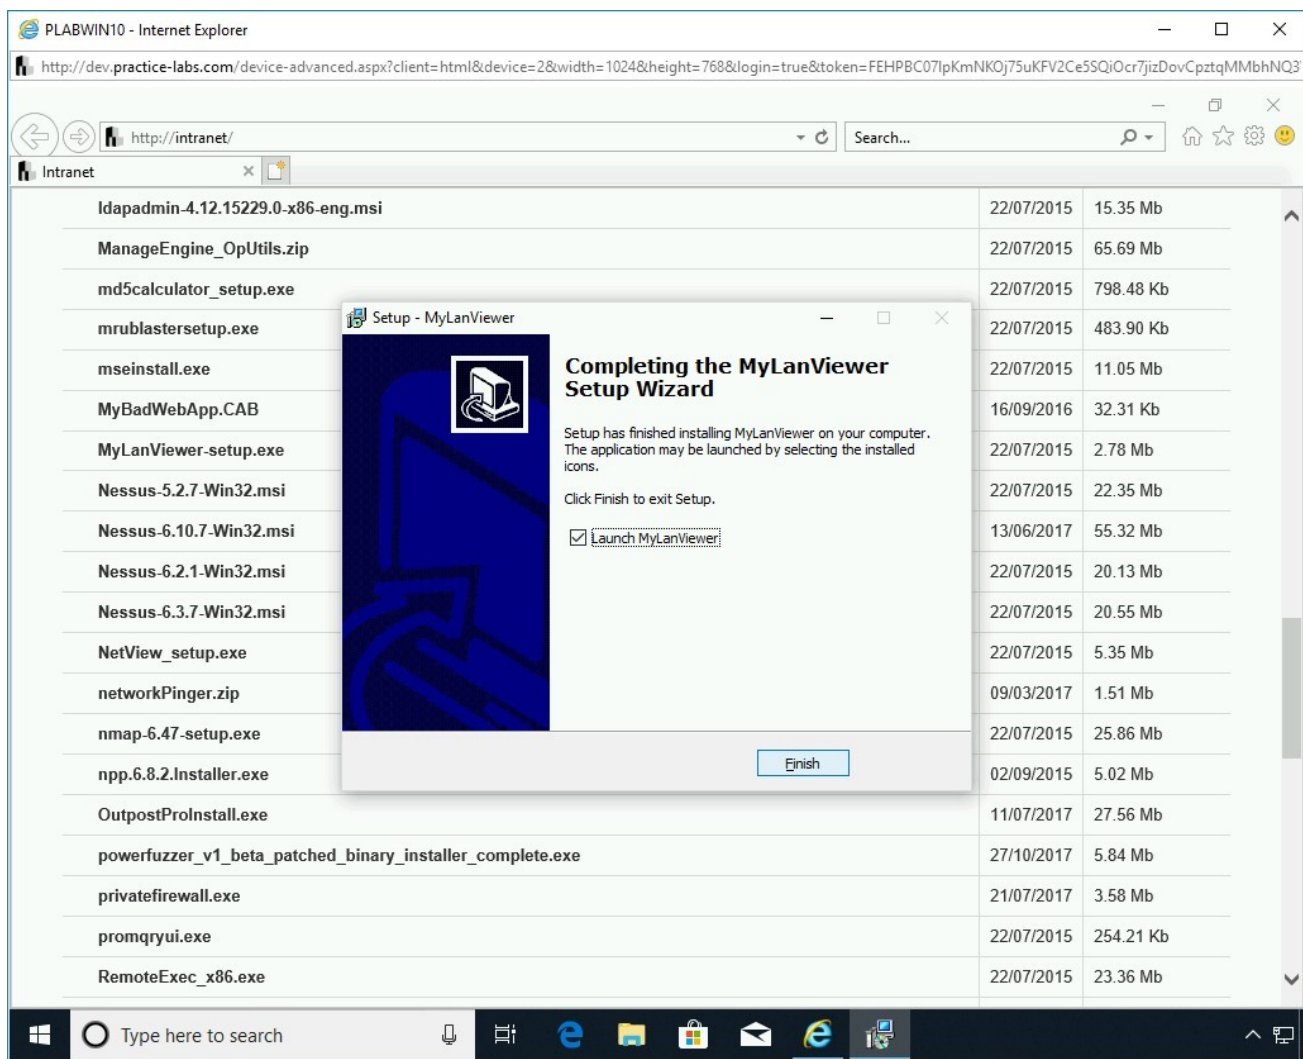 PLABWIN10 - Internet Explorer
http://dev.practice-labs.com/device-advanced.aspx?client=html&device=2&width=1024&height=768&login=true&token=FEHPBC07IpKmNKOj75uKFV2Ce5SQiOcr7jizDovCpztqMMbhNQ3
http://intranet/
Search...
Intranet
ldapadmin-4.12.15229.0-x86-eng.msi 22/07/2015 15.35 Mb
ManageEngine_OpUtils.zip 22/07/2015 65.69 Mb
md5calculator_setup.exe 22/07/2015 798.48 Kb
mrublastersetup.exe 22/07/2015 483.90 Kb
mseinstall.exe 22/07/2015 11.05 Mb
MyBadWebApp.CAB 16/09/2016 32.31 Kb
MyLanViewer-setup.exe 22/07/2015 2.78 Mb
Nessus-5.2.7-Win32.msi 22/07/2015 22.35 Mb
Nessus-6.10.7-Win32.msi 13/06/2017 55.32 Mb
Nessus-6.2.1-Win32.msi 22/07/2015 20.13 Mb
Nessus-6.3.7-Win32.msi 22/07/2015 20.55 Mb
NetView_setup.exe 22/07/2015 5.35 Mb
networkPinger.zip 09/03/2017 1.51 Mb
nmap-6.47-setup.exe 22/07/2015 25.86 Mb
npp.6.8.2.Installer.exe 02/09/2015 5.02 Mb
OutpostProInstall.exe 11/07/2017 27.56 Mb
powerfuzzer_v1_beta_patched_binary_installer_complete.exe 27/10/2017 5.84 Mb
privatefirewall.exe 21/07/2017 3.58 Mb
promqryui.exe 22/07/2015 254.21 Kb
RemoteExec_x86.exe 22/07/2015 23.36 Mb
Setup - MyLanViewer
Completing the MyLanViewer
Setup Wizard
Setup has finished installing MyLanViewer on your computer.
The application may be launched by selecting the installed
icons.
Click Finish to exit Setup.
Launch MyLanViewer
Finish
Type here to search